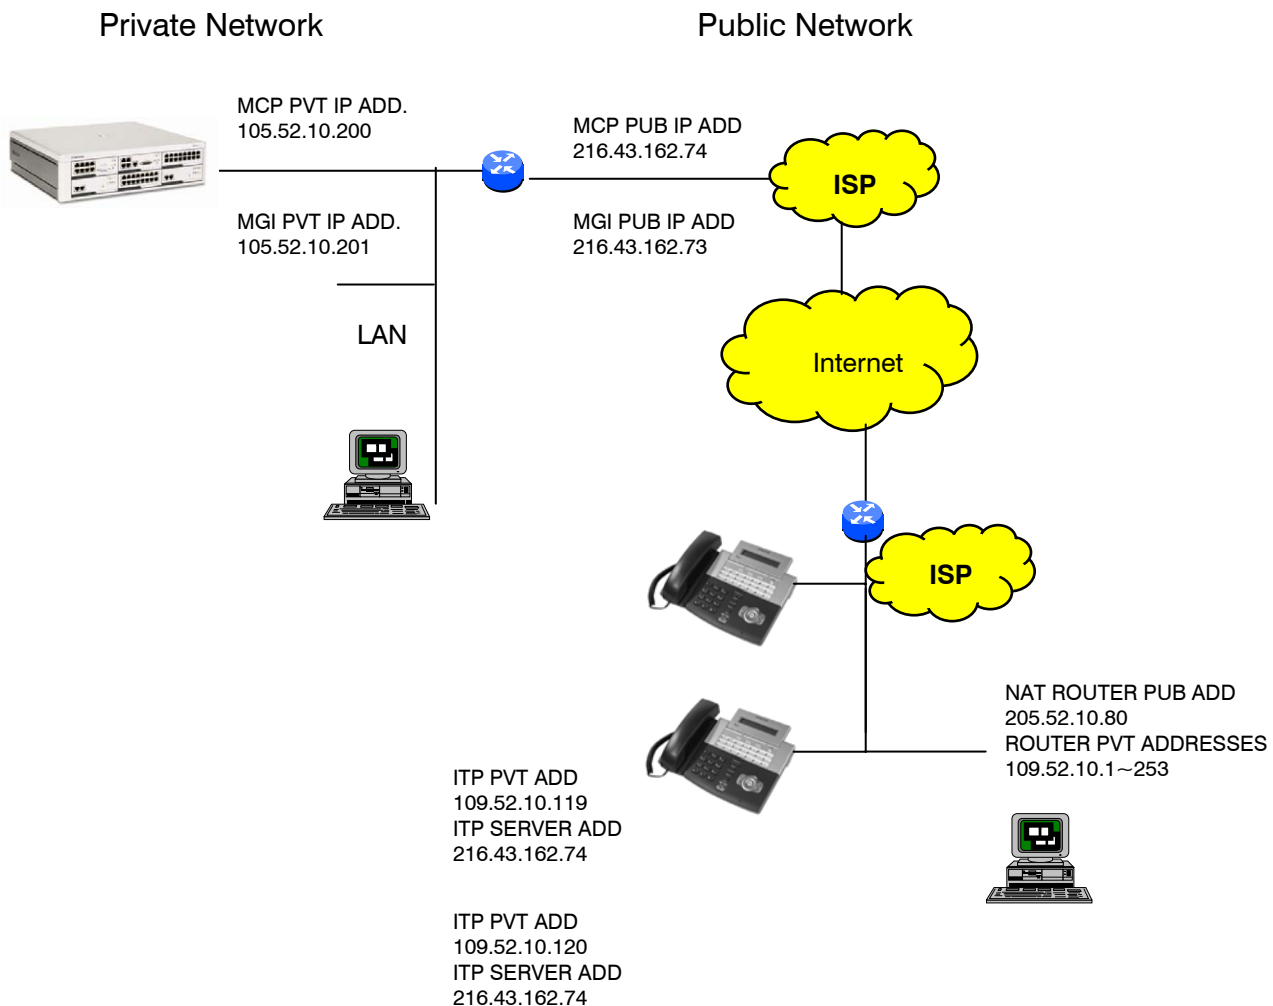 Private Network
Public Network
MCP PVT IP ADD.
105.52.10.200
MCP PUB IP ADD
216.43.162.74
ISP
MGI PVT IP ADD.
105.52.10.201
MGI PUB IP ADD
216.43.162.73
LAN
Internet
ISP
NAT ROUTER PUB ADD
205.52.10.80
ROUTER PVT ADDRESSES
109.52.10.1~253
ITP PVT ADD
109.52.10.119
ITP SERVER ADD
216.43.162.74
ITP PVT ADD
109.52.10.120
ITP SERVER ADD
216.43.162.74